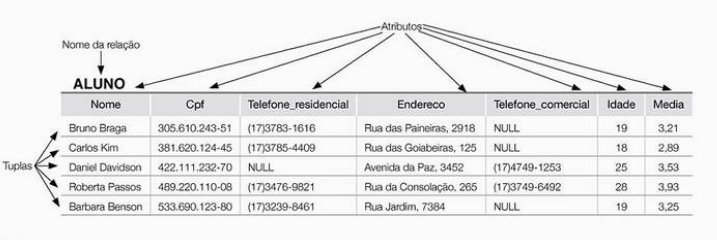 Atributos
Nome da relação
ALUNO
Nome Cpf Telefone_residencial Endereco Telefone_comercial Idade Media
Bruno Braga 305.610.243-51 (17)3783-1616 Rua das Paineiras, 2918 NULL 19 3,21
Carlos Kim 381.620.124-45 (17)3785-4409 Rua das Goiabeiras, 125 NULL 18 2,89
Tuplas Daniel Davidson 422.111.232-70 NULL Avenida da Paz, 3452 (17)4749-1253 25 3,53
Roberta Passos 489.220.110-08 (17)3476-9821 Rua da Consolação, 265 (17)3749-6492 28 3,93
Barbara Benson 533.690.123-80 (17)3239-8461 Rua Jardim, 7384 NULL 19 3,25